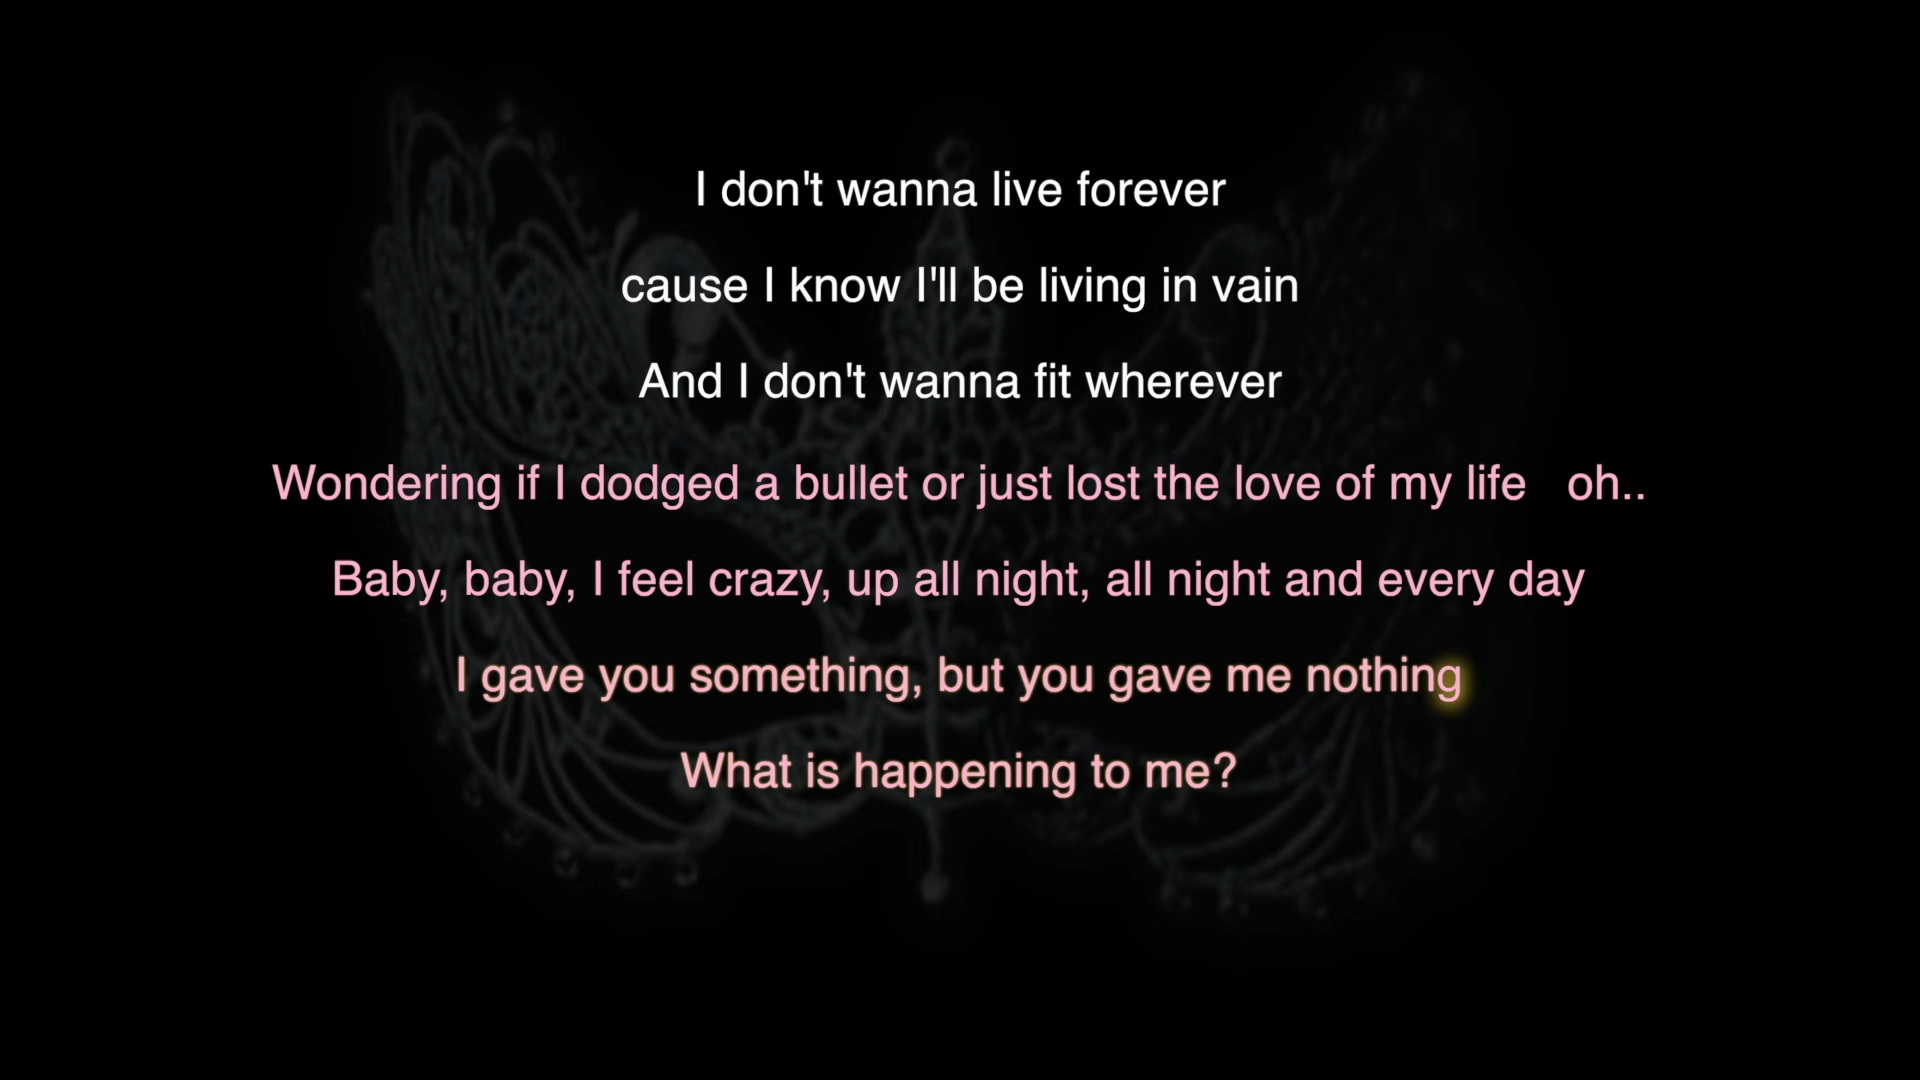 I don't wanna live forever
cause I know I'll be living in vain
And I don't wanna fit wherever
Wondering if I dodged a bullet or just lost the love of my life oh..
Baby, baby, I feel crazy, up all night, all night and every day
I gave you something, but you gave me nothing
What is happening to me?